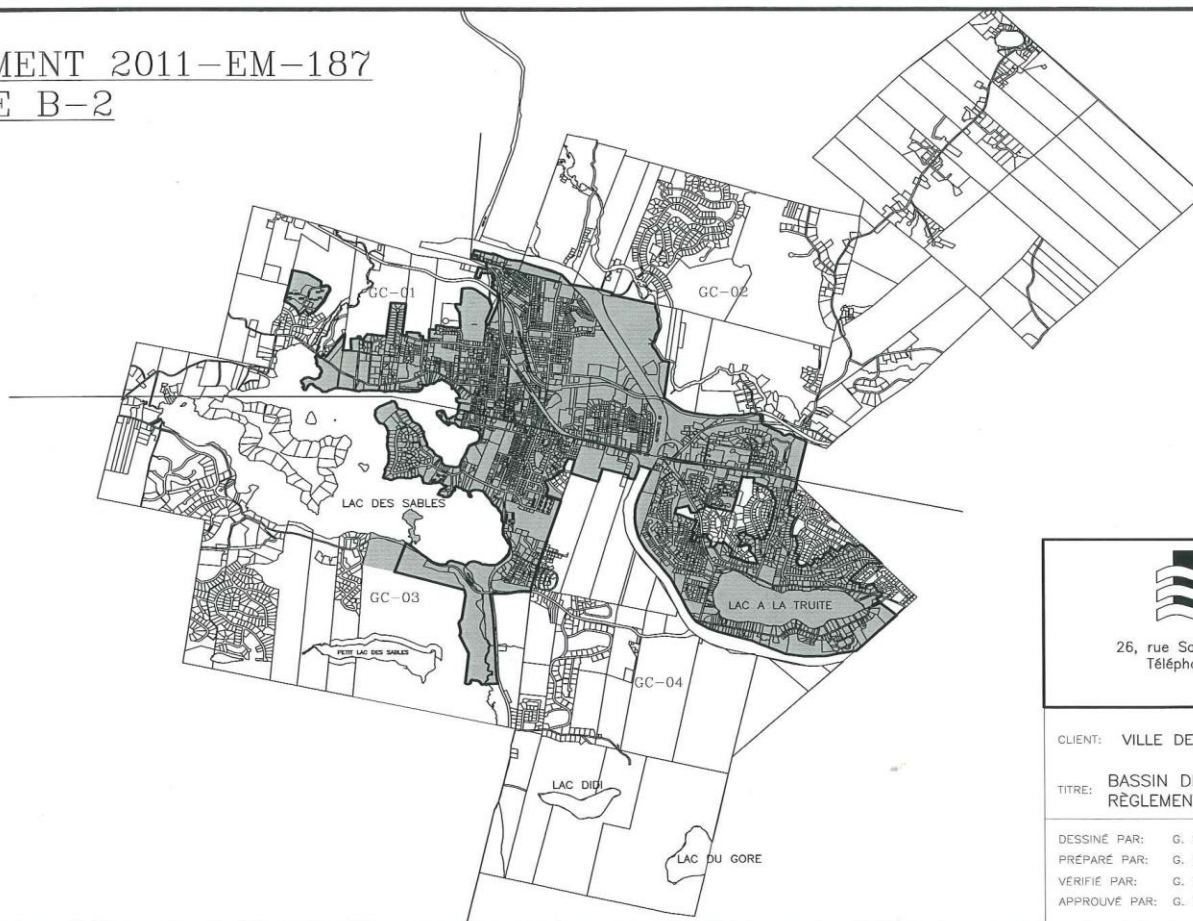 MENT 2011-EM-187
E B-2
GC-01
GC-02
LAC DES SABLES
GC-03
PETIT LAC DES SABLES
LAC A LA TRUITE
GC-04
LAC DIDI
LAC DU GORE
26, rue
Téléph
CLIENT: VILLE DE
TITRE: BASSIN
RÈGLEMEN
DESSINÉ PAR: G.
PRÉPARÉ PAR: G.
VÉRIFIÉ PAR: G.
APPROUVÉ PAR: G.